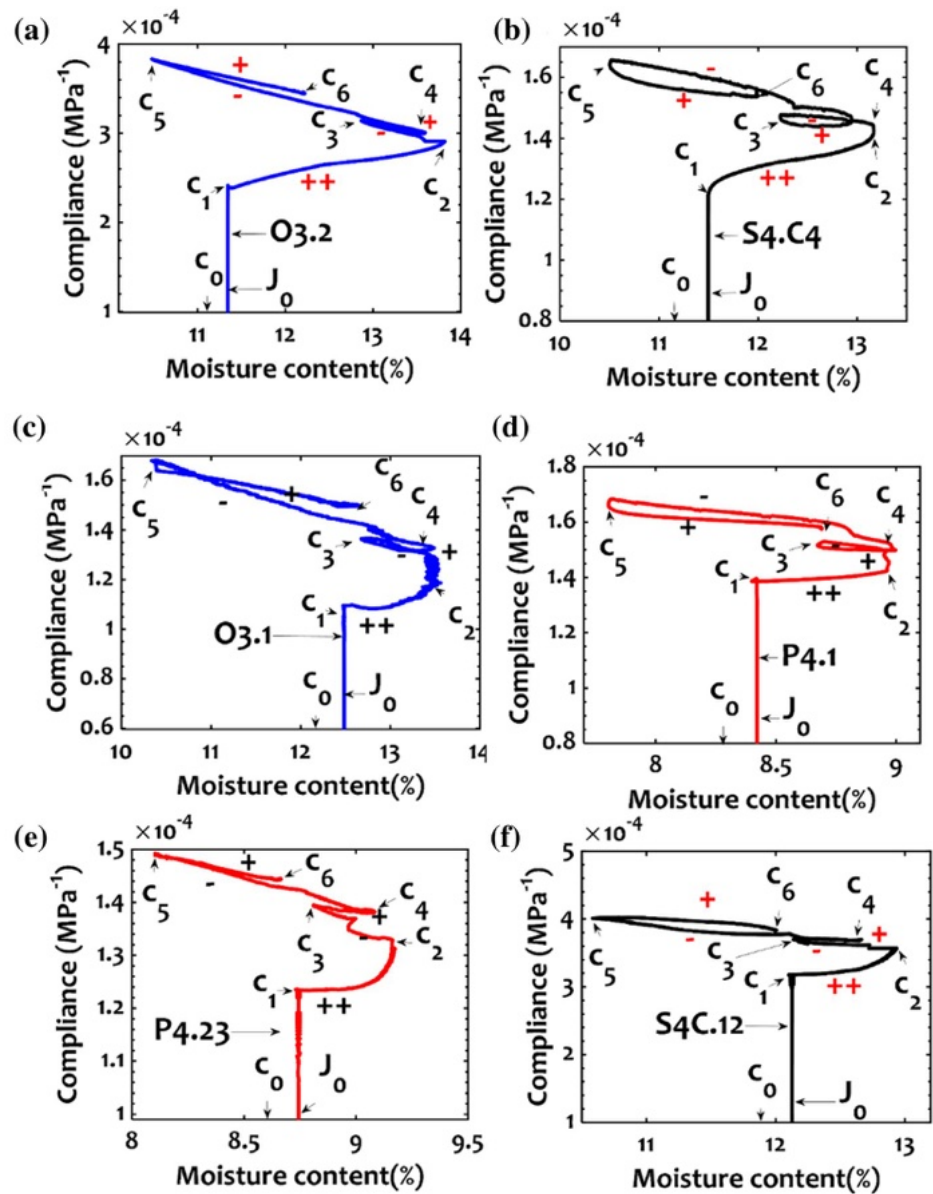 (a)
×10⁻⁴
4
3
2
1
Compliance (MPa⁻¹)
+
-
c₆
c₅
c₄
c₃
+
-
c₁
++
c₂
O3.2
c₀
J₀
11
12
13
14
Moisture content(%)
(b)
×10⁻⁴
1.6
1.4
1.2
0.8
Compliance (MPa⁻¹)
-
c₆
c₄
c₅
+
c₃
-
+
c₁
++
c₂
S4.C4
c₀
J₀
10
11
12
13
Moisture content (%)
(c)
×10⁻⁴
1.6
1.4
1.2
1
0.8
0.6
Compliance (MPa⁻¹)
c₅
-
+
c₆
c₄
c₃
-
+
c₁
++
c₂
O3.1
c₀
J₀
10
11
12
13
14
Moisture content(%)
(d)
×10⁻⁴
1.8
1.6
1.4
1.2
1
0.8
Compliance (MPa⁻¹)
-
c₆
c₄
c₅
+
c₃
-
+
c₁
++
c₂
P4.1
c₀
J₀
8
8.5
9
Moisture content(%)
(e)
×10⁻⁴
1.5
1.4
1.3
1.2
1.1
1
Compliance (MPa⁻¹)
+
c₆
c₅
-
c₄
+
c₃
-
c₂
c₁
++
P4.23
c₀
J₀
8
8.5
9
9.5
Moisture content(%)
(f)
×10⁻⁴
5
4
3
2
1
Compliance (MPa⁻¹)
+
c₆
c₄
c₅
-
c₃
-
+
c₁
++
c₂
S4C.12
c₀
J₀
11
12
13
Moisture content(%)